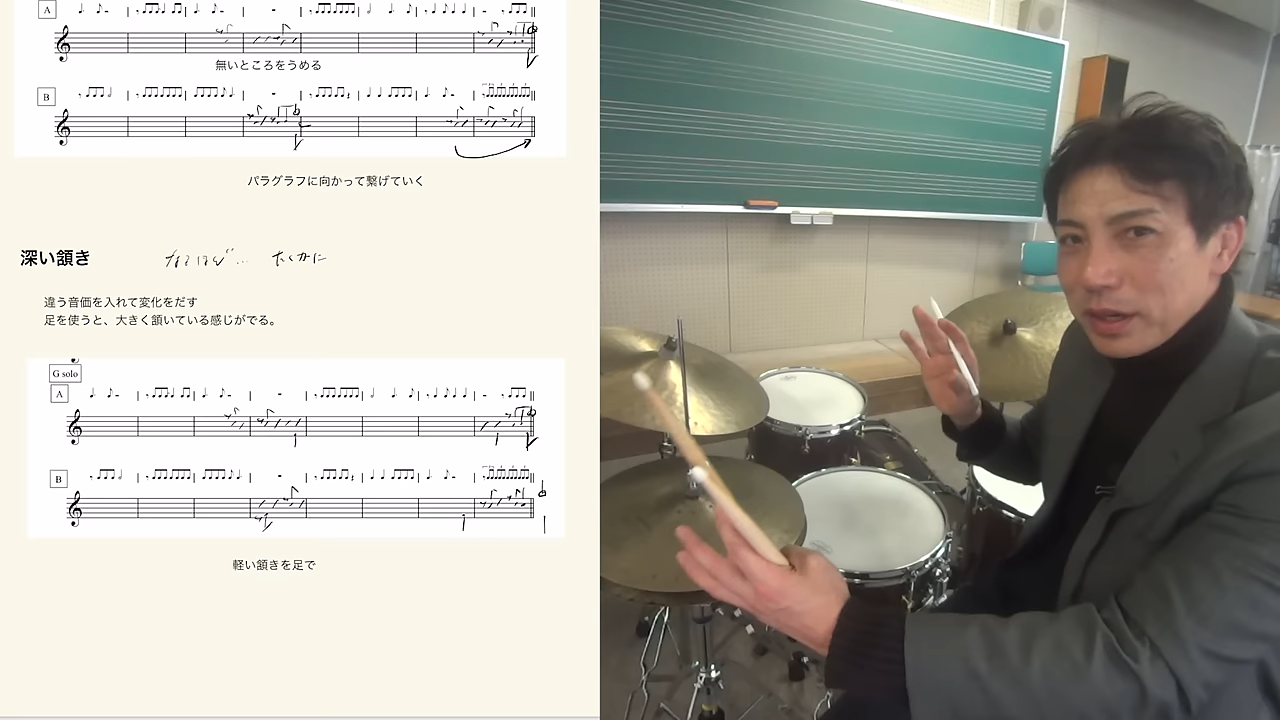 A
無いところをうめる
B
パラグラフに向かって繋げていく
深い頷き
なるほど… たしかに
違う音価を入れて変化をだす
足を使うと、大きく頷いている感じがでる。
G solo
A
B
軽い頷きを足で